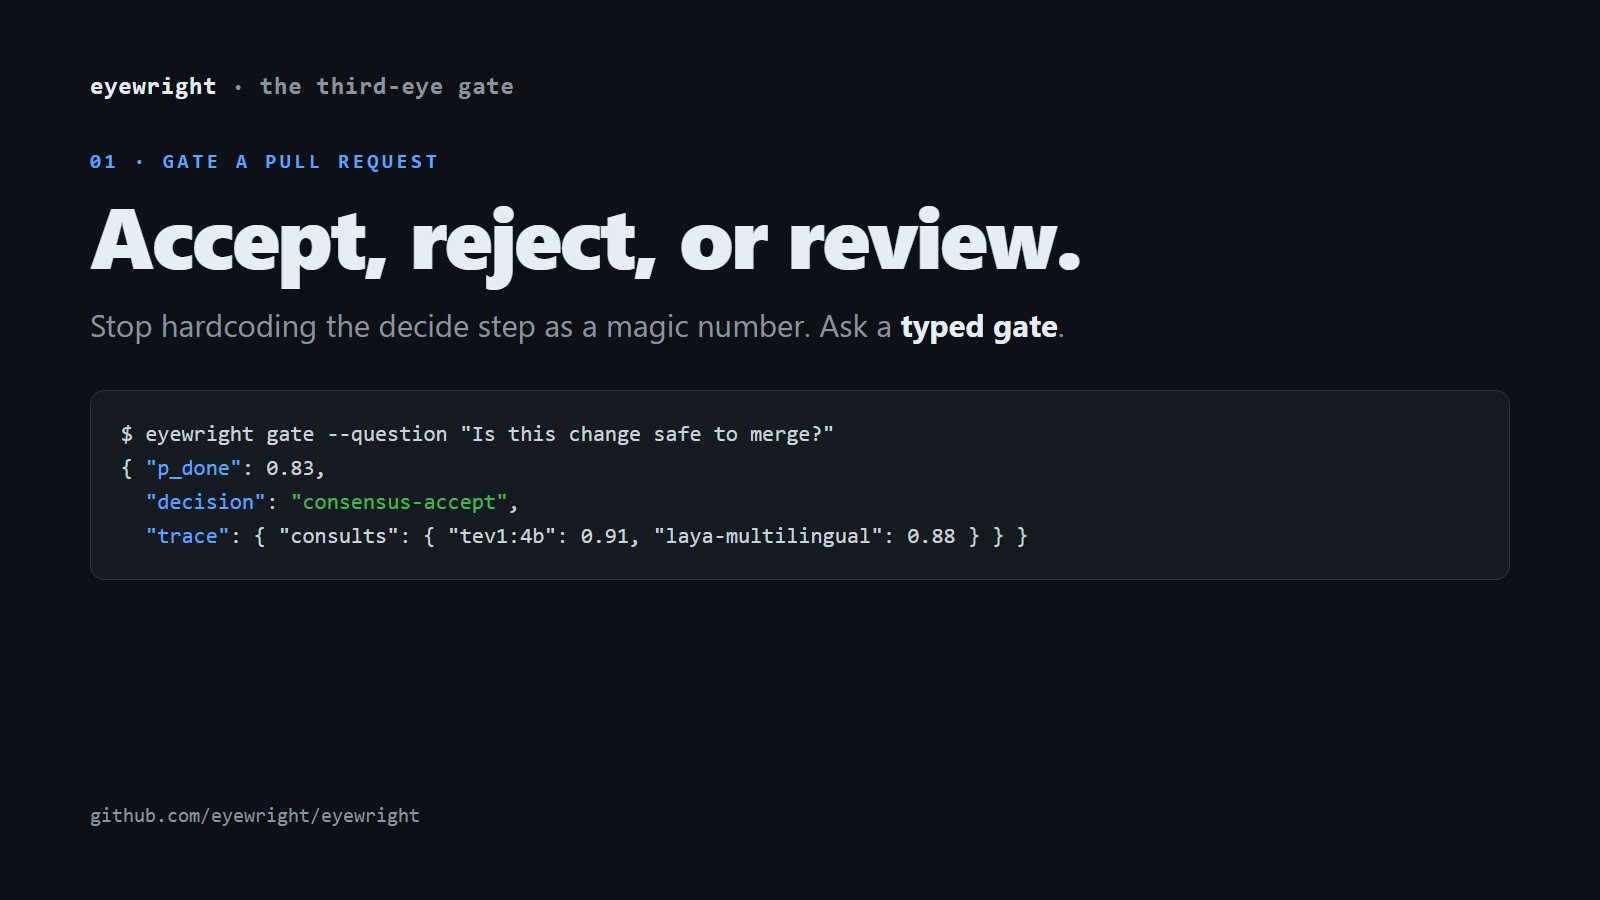 eyewright · the third-eye gate
01 · GATE A PULL REQUEST
Accept, reject, or review.
Stop hardcoding the decide step as a magic number. Ask a typed gate.
$ eyewright gate --question "Is this change safe to merge?"
{ "p_done": 0.83,
  "decision": "consensus-accept",
  "trace": { "consults": { "tev1:4b": 0.91, "laya-multilingual": 0.88 } } }
github.com/eyewright/eyewright